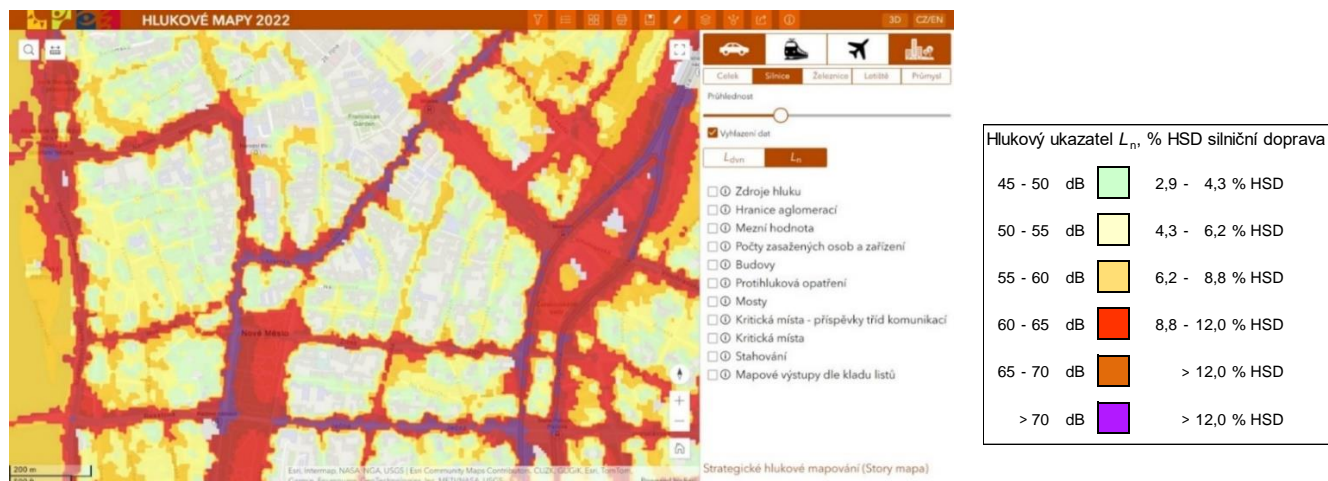 HLUKOVÉ MAPY 2022
3D
CZ/EN
Celek
Silnice
Železnice
Letiště
Průmysl
Průhlednost
Vyhlazení dat
Ldvn
Ln
Zdroje hluku
Hranice aglomerací
Mezní hodnota
Počty zasažených osob a zařízení
Budovy
Protihluková opatření
Mosty
Kritická místa - příspěvky tříd komunikací
Kritická místa
Stahování
Mapové výstupy dle kladu listů
Strategické hlukové mapování (Story mapa)
Franciscan
Garden
Nové Město
200 m
Hlukový ukazatel Ln, % HSD silniční doprava
45 - 50 dB 2,9 - 4,3 % HSD
50 - 55 dB 4,3 - 6,2 % HSD
55 - 60 dB 6,2 - 8,8 % HSD
60 - 65 dB 8,8 - 12,0 % HSD
65 - 70 dB > 12,0 % HSD
> 70 dB > 12,0 % HSD